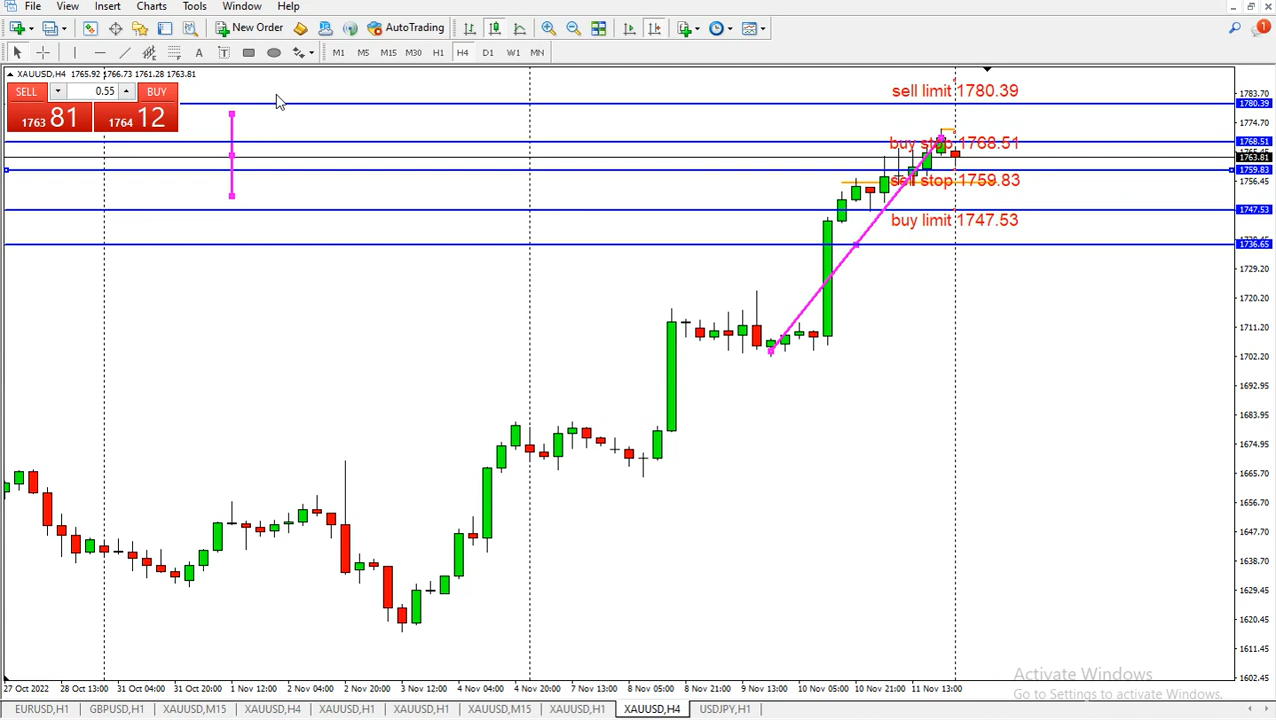 File View Insert Charts Tools Window Help
New Order AutoTrading 1
A T M1 M5 M15 M30 H1 H4 D1 W1 MN
XAUUSD,H4 1765.92 1766.73 1761.28 1763.81
SELL 0.55 BUY
1763 81 1764 12
sell limit 1780.39
buy stop 1768.51
sell stop 1759.83
buy limit 1747.53
1783.70
1780.39
1774.70
1768.51
1763.81
1759.83
1756.45
1747.53
1736.65
1729.20
1720.20
1711.20
1702.20
1692.95
1683.95
1674.95
1665.70
1656.70
1647.70
1638.70
1629.45
1620.45
1611.45
1602.45
Activate Windows
Go to Settings to activate Windows.
27 Oct 2022 28 Oct 13:00 31 Oct 04:00 31 Oct 20:00 1 Nov 12:00 2 Nov 04:00 2 Nov 20:00 3 Nov 12:00 4 Nov 04:00 4 Nov 20:00 7 Nov 13:00 8 Nov 05:00 8 Nov 21:00 9 Nov 13:00 10 Nov 05:00 10 Nov 21:00 11 Nov 13:00
EURUSD,H1 GBPUSD,H1 XAUUSD,M15 XAUUSD,H4 XAUUSD,H1 XAUUSD,H1 XAUUSD,M15 XAUUSD,H1 XAUUSD,H4 USDJPY,H1